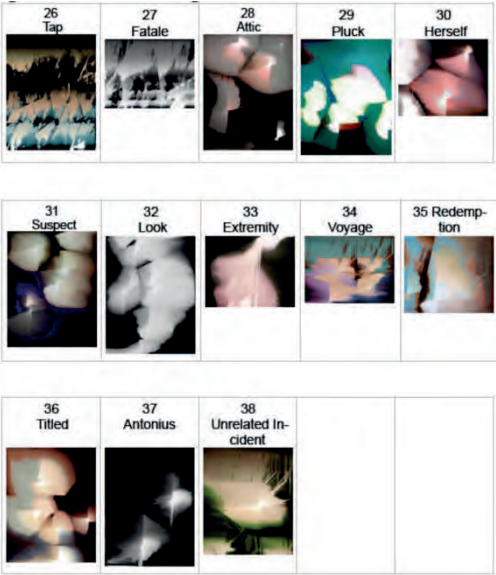 26
Tap
27
Fatale
28
Attic
29
Pluck
30
Herself
31
Suspect
32
Look
33
Extremity
34
Voyage
35 Redemp-
tion
36
Titled
37
Antonius
38
Unrelated In-
cident